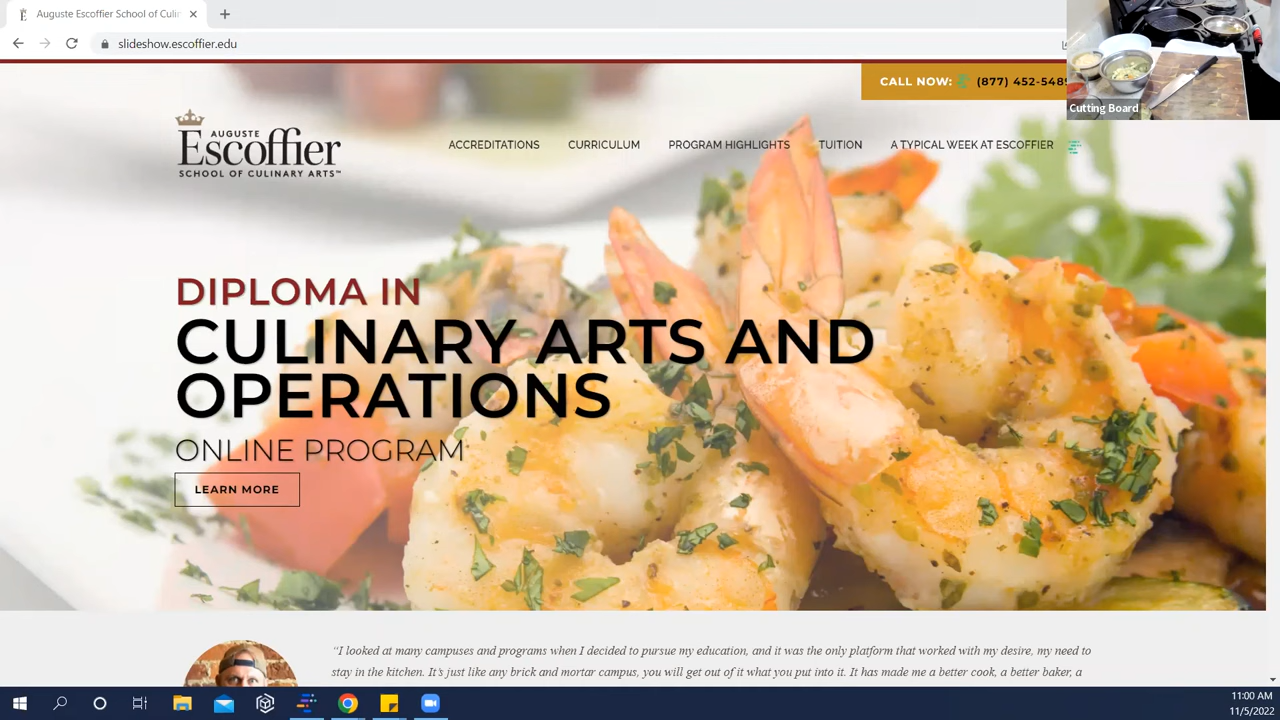 Auguste Escoffier School of Culin
slideshow.escoffier.edu
CALL NOW: (877) 452-5489
Cutting Board
AUGUSTE
Escoffier
SCHOOL OF CULINARY ARTS™
ACCREDITATIONS CURRICULUM PROGRAM HIGHLIGHTS TUITION A TYPICAL WEEK AT ESCOFFIER
DIPLOMA IN
CULINARY ARTS AND
OPERATIONS
ONLINE PROGRAM
LEARN MORE
“I looked at many campuses and programs when I decided to pursue my education, and it was the only platform that worked with my desire, my need to
stay in the kitchen. It's just like any brick and mortar campus, you will get out of it what you put into it. It has made me a better cook, a better baker, a
11:00 AM
11/5/2022